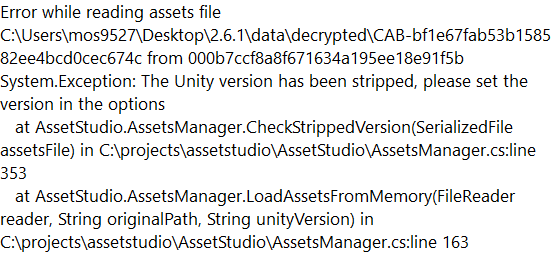 Error while reading assets file
C:\Users\mos9527\Desktop\2.6.1\data\decrypted\CAB-bf1e67fab53b1585
82ee4bcd0cec674c from 000b7ccf8a8f671634a195ee18e91f5b
System.Exception: The Unity version has been stripped, please set the
version in the options
   at AssetStudio.AssetsManager.CheckStrippedVersion(SerializedFile
assetsFile) in C:\projects\assetstudio\AssetStudio\AssetsManager.cs:line
353
   at AssetStudio.AssetsManager.LoadAssetsFromMemory(FileReader
reader, String originalPath, String unityVersion) in
C:\projects\assetstudio\AssetStudio\AssetsManager.cs:line 163